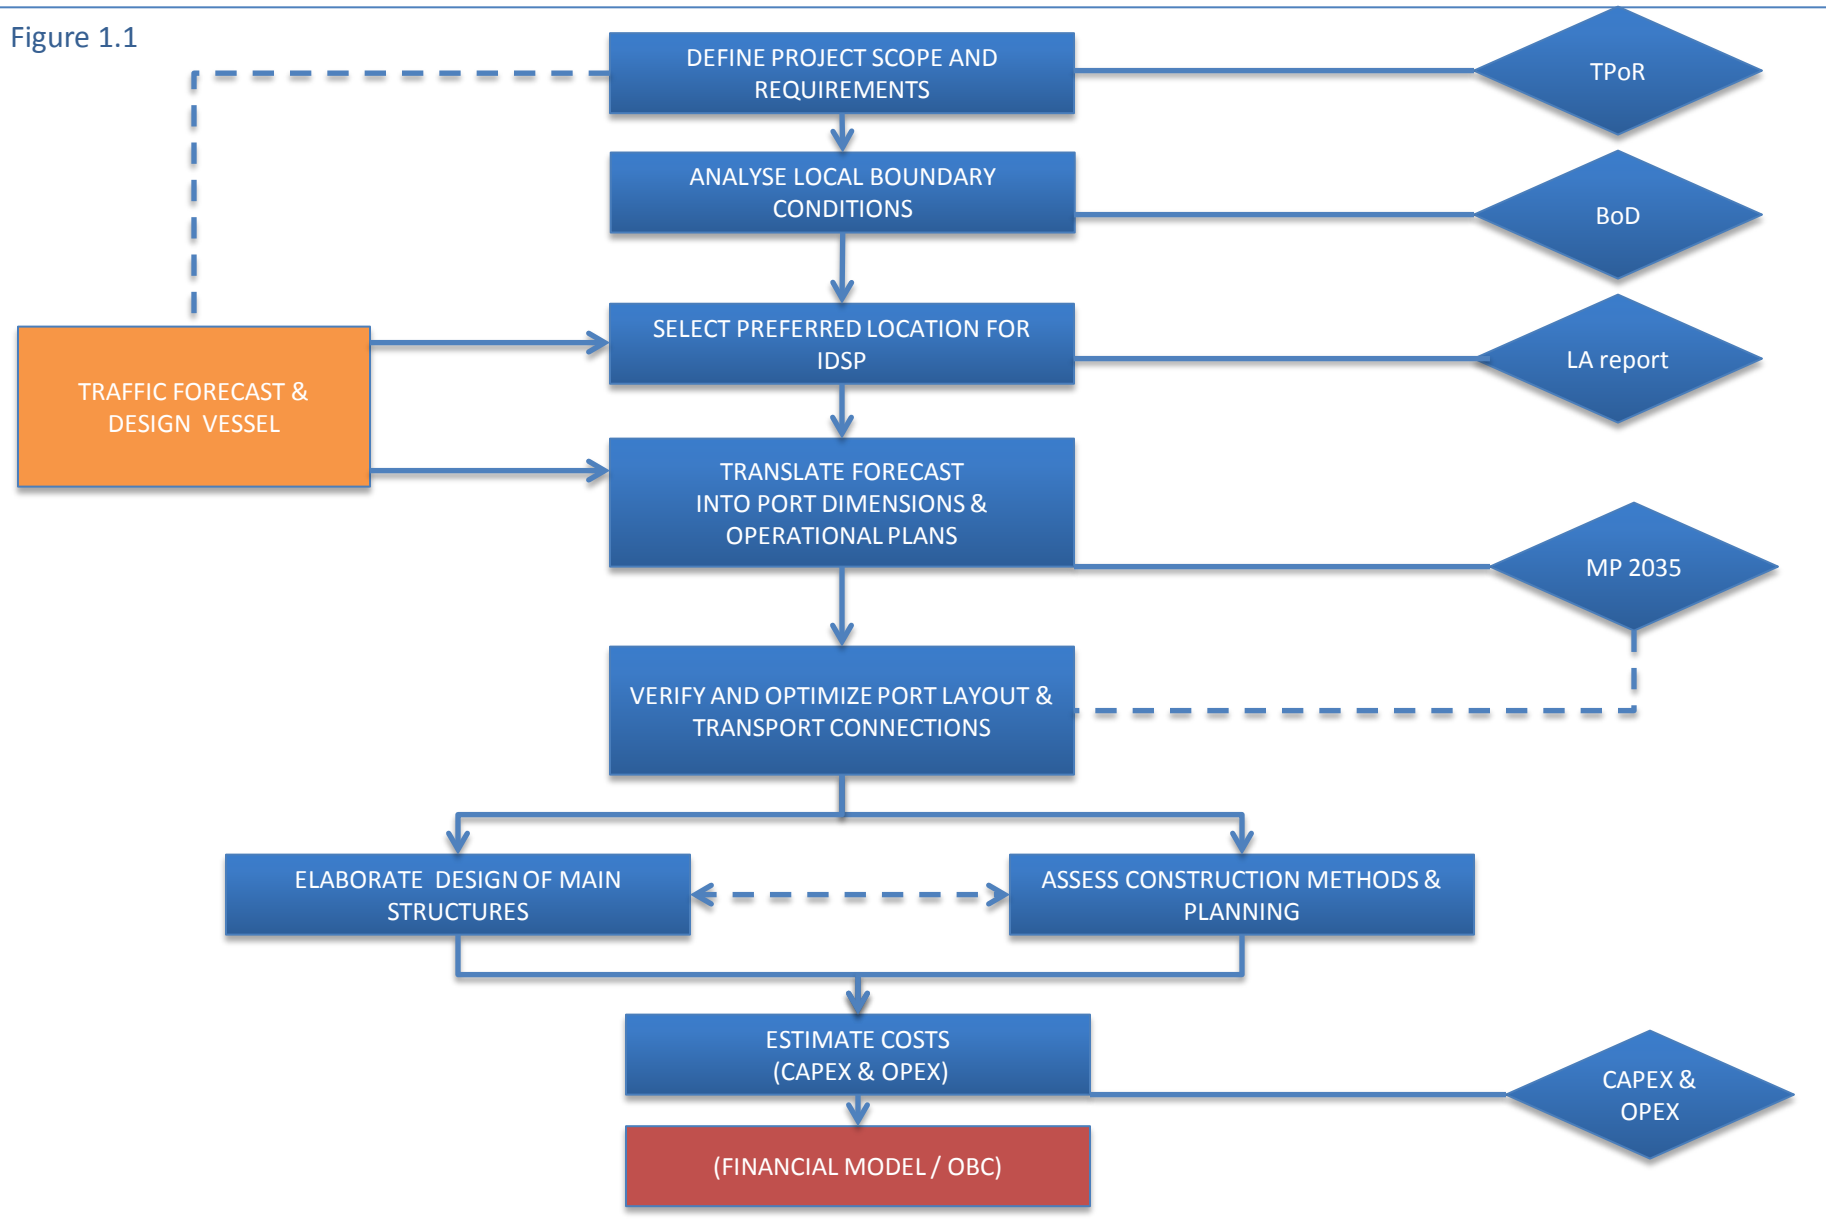 Figure 1.1
DEFINE PROJECT SCOPE AND
REQUIREMENTS
TPoR
ANALYSE LOCAL BOUNDARY
CONDITIONS
BoD
SELECT PREFERRED LOCATION FOR
IDSP
LA report
TRAFFIC FORECAST &
DESIGN VESSEL
TRANSLATE FORECAST
INTO PORT DIMENSIONS &
OPERATIONAL PLANS
MP 2035
VERIFY AND OPTIMIZE PORT LAYOUT &
TRANSPORT CONNECTIONS
ELABORATE DESIGN OF MAIN
STRUCTURES
ASSESS CONSTRUCTION METHODS &
PLANNING
ESTIMATE COSTS
(CAPEX & OPEX)
CAPEX &
OPEX
(FINANCIAL MODEL / OBC)